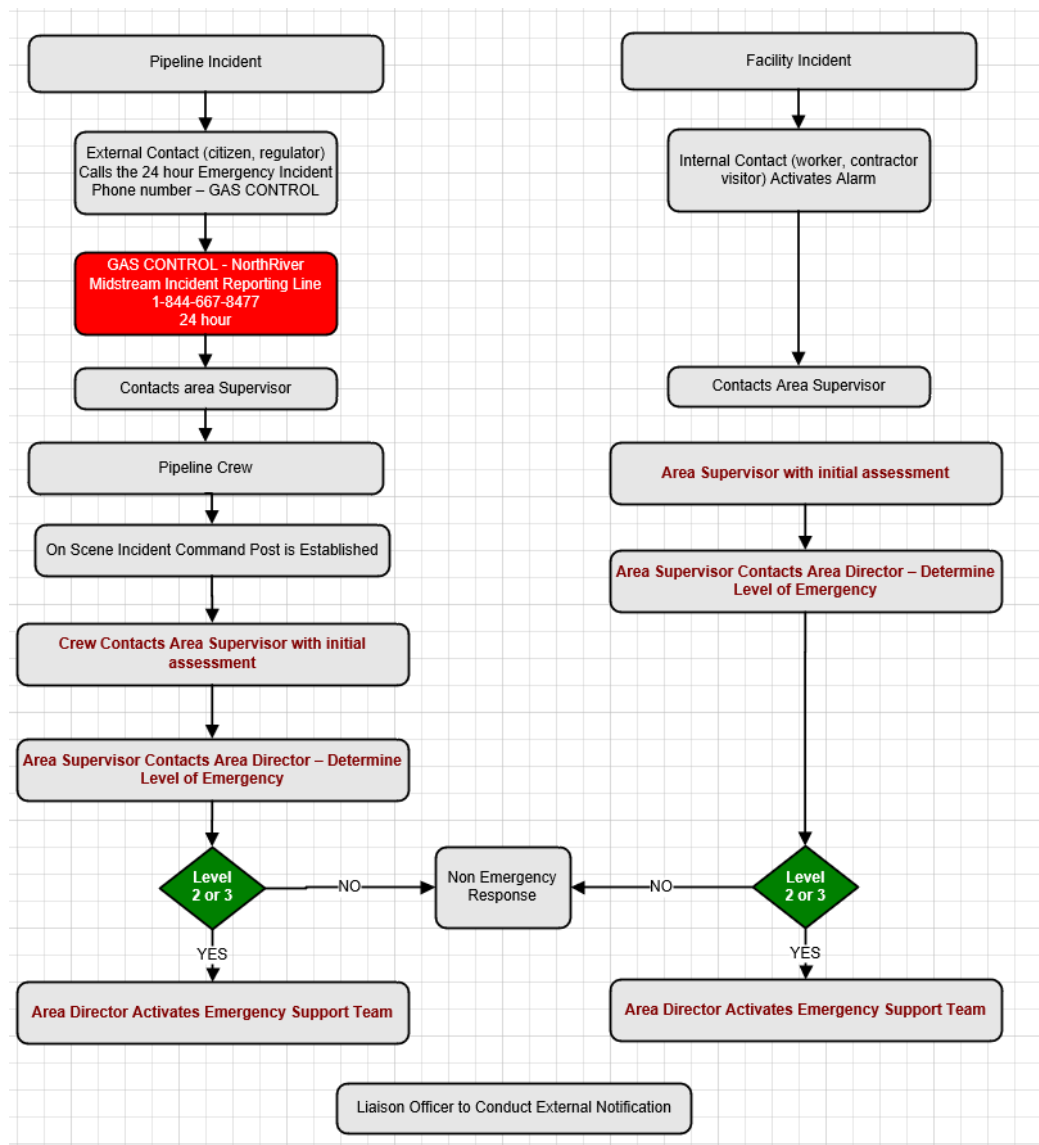 Pipeline Incident
External Contact (citizen, regulator)
Calls the 24 hour Emergency Incident
Phone number – GAS CONTROL
GAS CONTROL - NorthRiver
Midstream Incident Reporting Line
1-844-667-8477
24 hour
Contacts area Supervisor
Pipeline Crew
On Scene Incident Command Post is Established
Crew Contacts Area Supervisor with initial
assessment
Area Supervisor Contacts Area Director – Determine
Level of Emergency
Level
2 or 3
NO
YES
Area Director Activates Emergency Support Team
Non Emergency
Response
Facility Incident
Internal Contact (worker, contractor
visitor) Activates Alarm
Contacts Area Supervisor
Area Supervisor with initial assessment
Area Supervisor Contacts Area Director – Determine
Level of Emergency
Level
2 or 3
NO
YES
Area Director Activates Emergency Support Team
Liaison Officer to Conduct External Notification